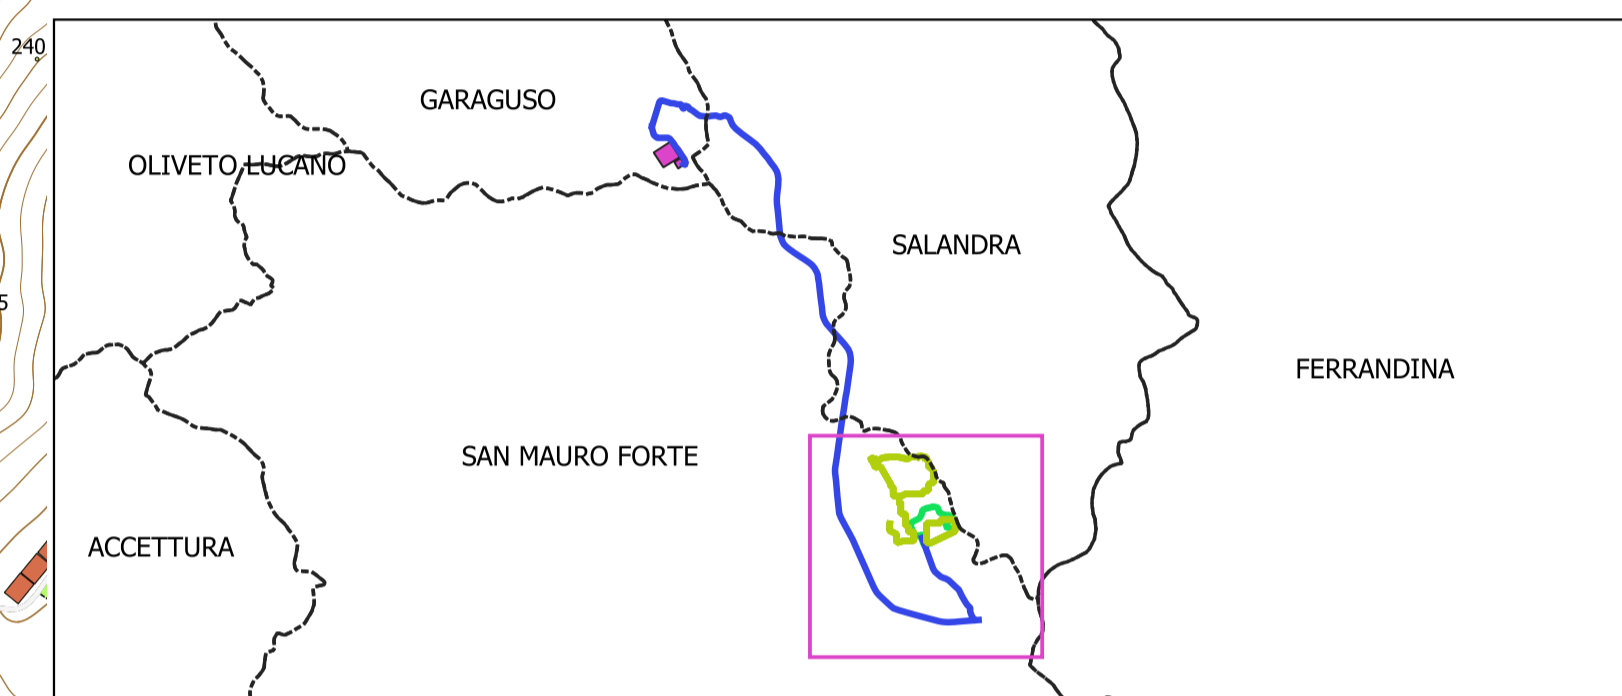 240
GARAGUSO
OLIVETO LUCANO
SALANDRA
5
FERRANDINA
SAN MAURO FORTE
ACCETTURA